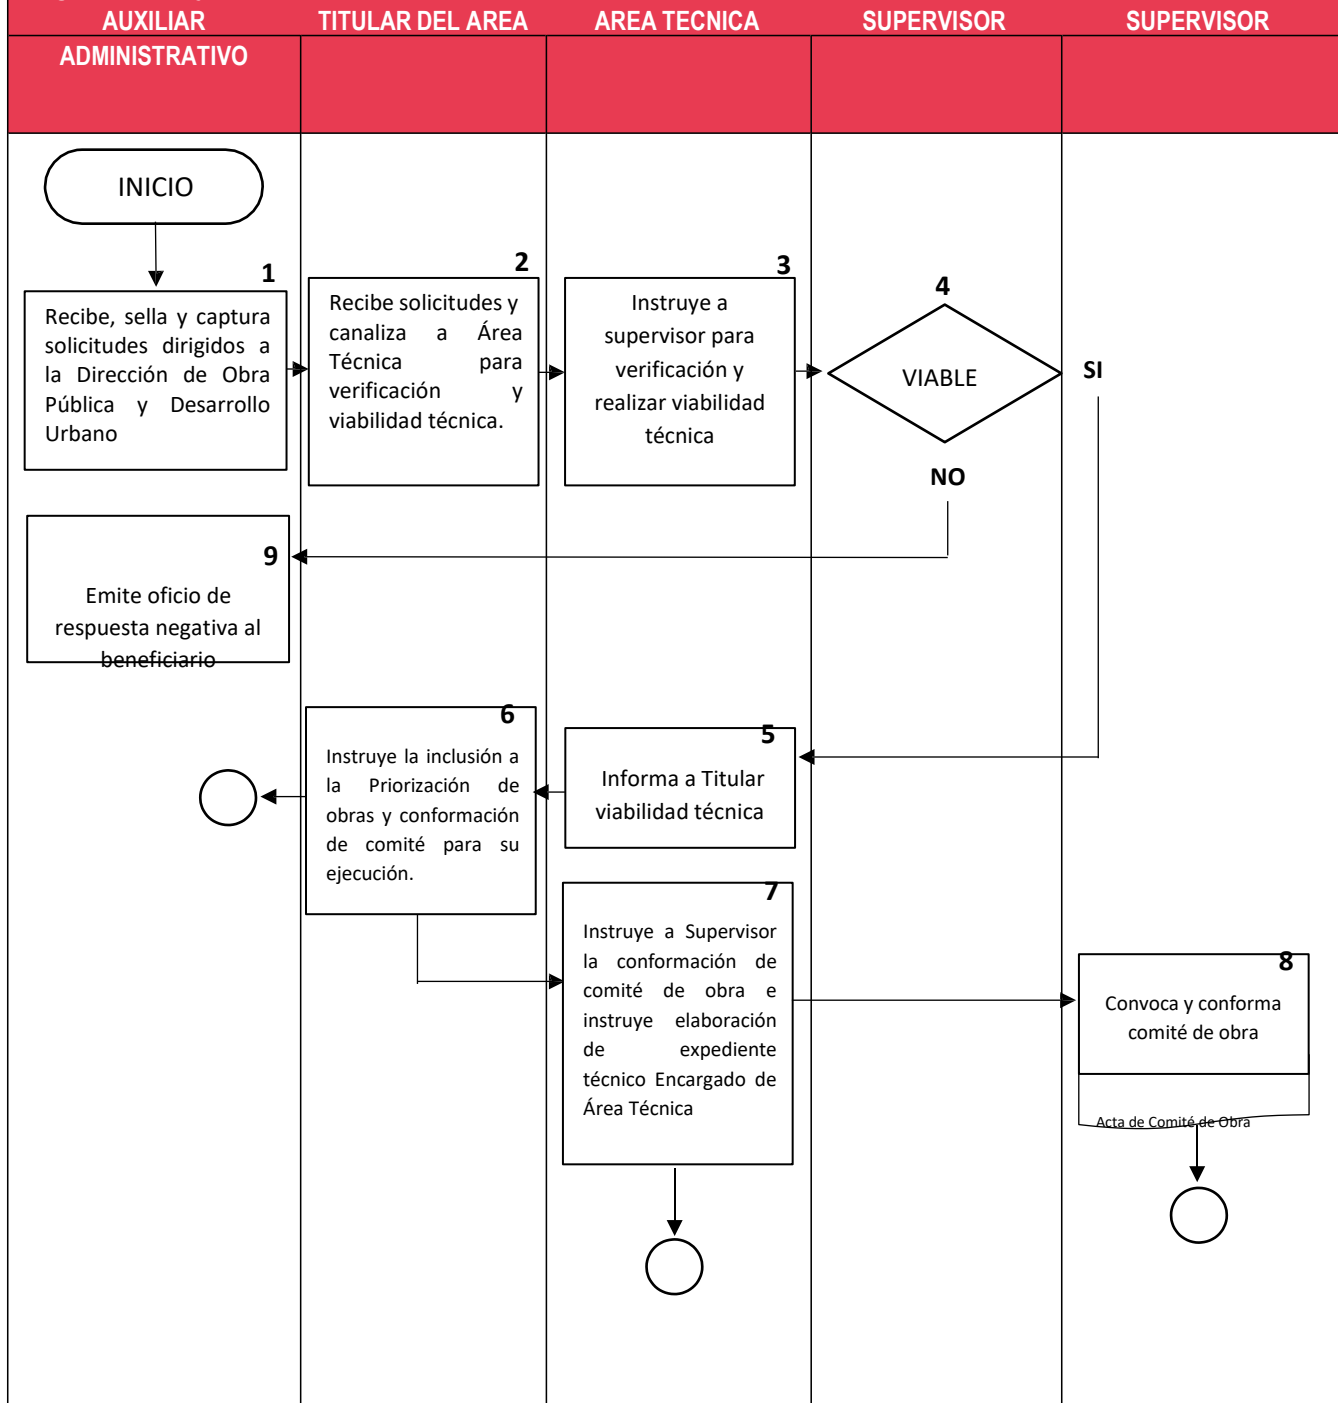 AUXILIAR
ADMINISTRATIVO
TITULAR DEL AREA
AREA TECNICA
SUPERVISOR
SUPERVISOR
INICIO
1
Recibe, sella y captura
solicitudes dirigidos a
la Dirección de Obra
Pública y Desarrollo
Urbano
2
Recibe solicitudes y
canaliza a Área
Técnica para
verificación y
viabilidad técnica.
3
Instruye a
supervisor para
verificación y
realizar viabilidad
técnica
4
VIABLE
SI
NO
9
Emite oficio de
respuesta negativa al
beneficiario
6
Instruye la inclusión a
la Priorización de
obras y conformación
de comité para su
ejecución.
5
Informa a Titular
viabilidad técnica
7
Instruye a Supervisor
la conformación de
comité de obra e
instruye elaboración
de expediente
técnico Encargado de
Área Técnica
8
Convoca y conforma
comité de obra
Acta de Comité de Obra